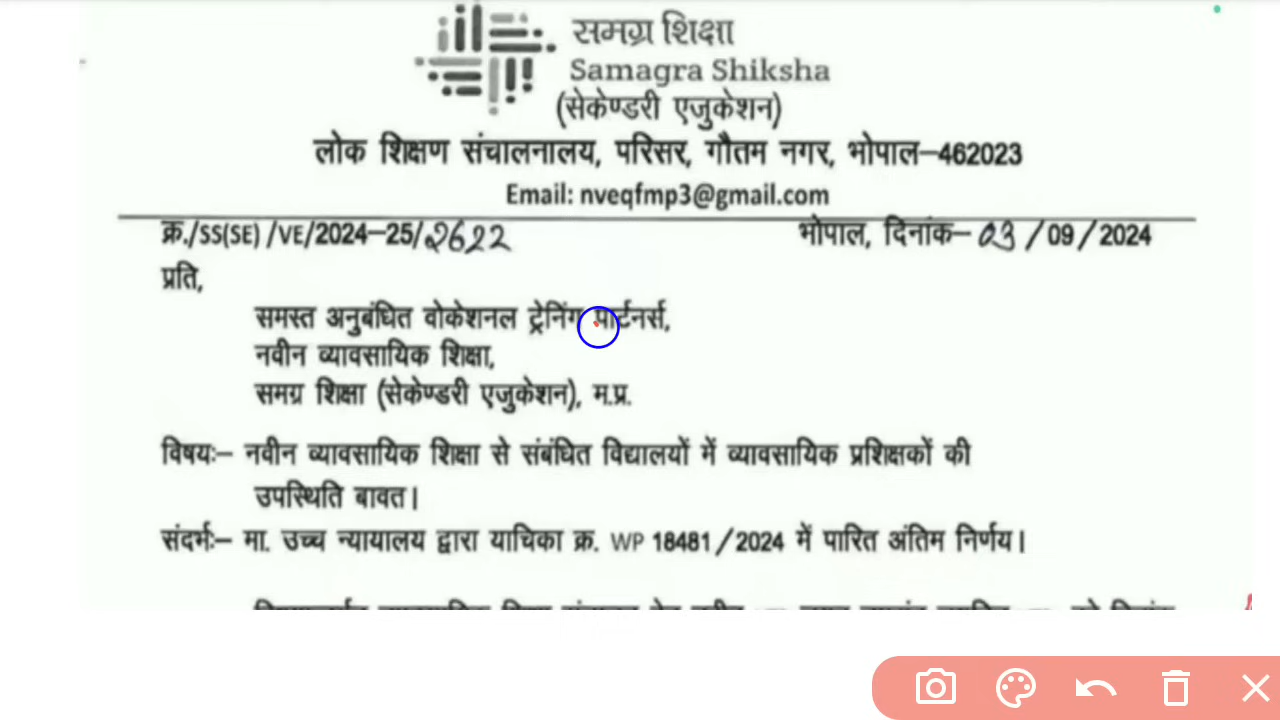 समग्र शिक्षा
Samagra Shiksha
(सेकेण्डरी एजुकेशन)
लोक शिक्षण संचालनालय, परिसर, गौतम नगर, भोपाल–462023
Email: nveqfmp3@gmail.com
क्र./SS(SE) /VE/2024–25/2622 भोपाल, दिनांक– 03 /09 /2024
प्रति,
समस्त अनुबंधित वोकेशनल ट्रेनिंग पार्टनर्स,
नवीन व्यावसायिक शिक्षा,
समग्र शिक्षा (सेकेण्डरी एजुकेशन), म.प्र.
विषयः– नवीन व्यावसायिक शिक्षा से संबंधित विद्यालयों में व्यावसायिक प्रशिक्षकों की
उपस्थिति बावत।
संदर्भः– मा. उच्च न्यायालय द्वारा याचिका क्र. WP 18481/2024 में पारित अंतिम निर्णय।